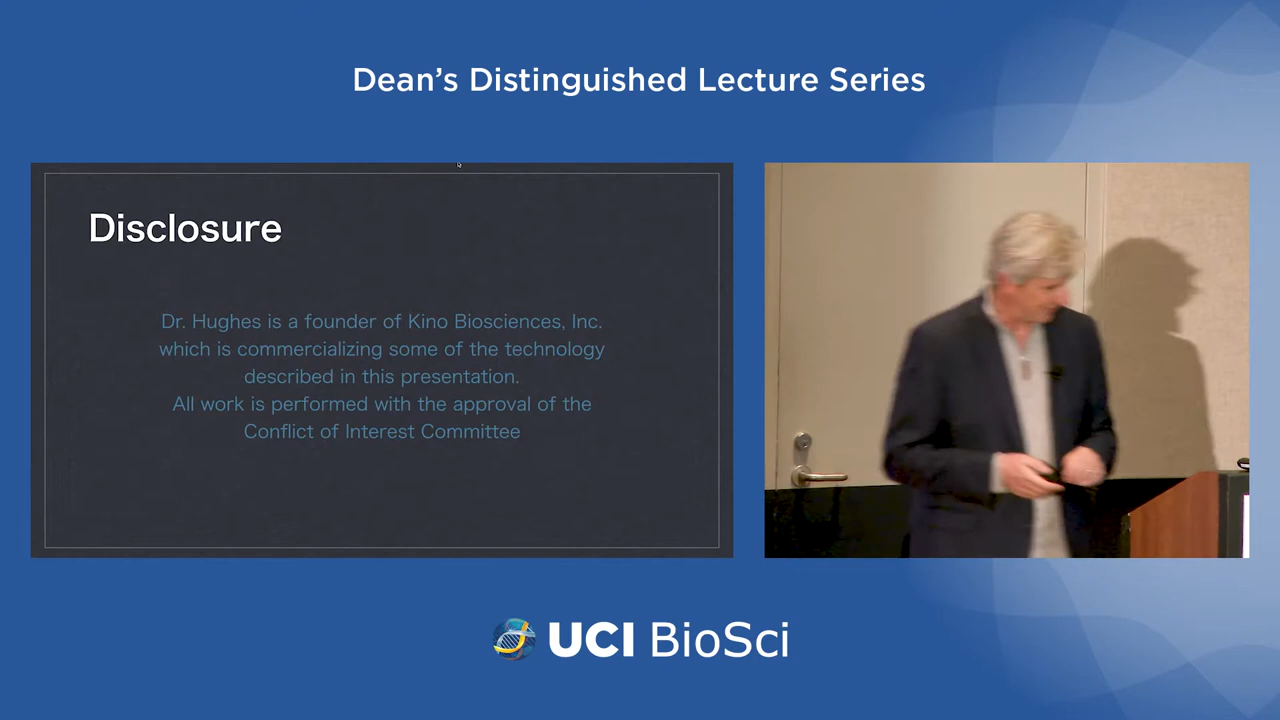 Dean’s Distinguished Lecture Series
Disclosure
Dr. Hughes is a founder of Kino Biosciences, Inc.
which is commercializing some of the technology
described in this presentation.
All work is performed with the approval of the
Conflict of Interest Committee
UCI BioSci